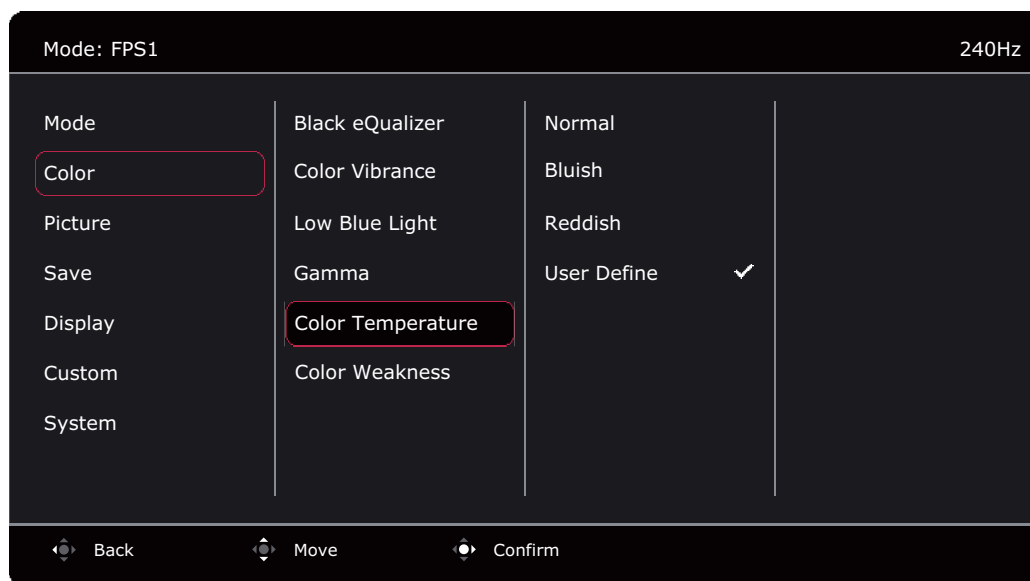 Mode: FPS1 240Hz
Mode
Color
Picture
Save
Display
Custom
System
Black eQualizer
Color Vibrance
Low Blue Light
Gamma
Color Temperature
Color Weakness
Normal
Bluish
Reddish
User Define
Back Move Confirm